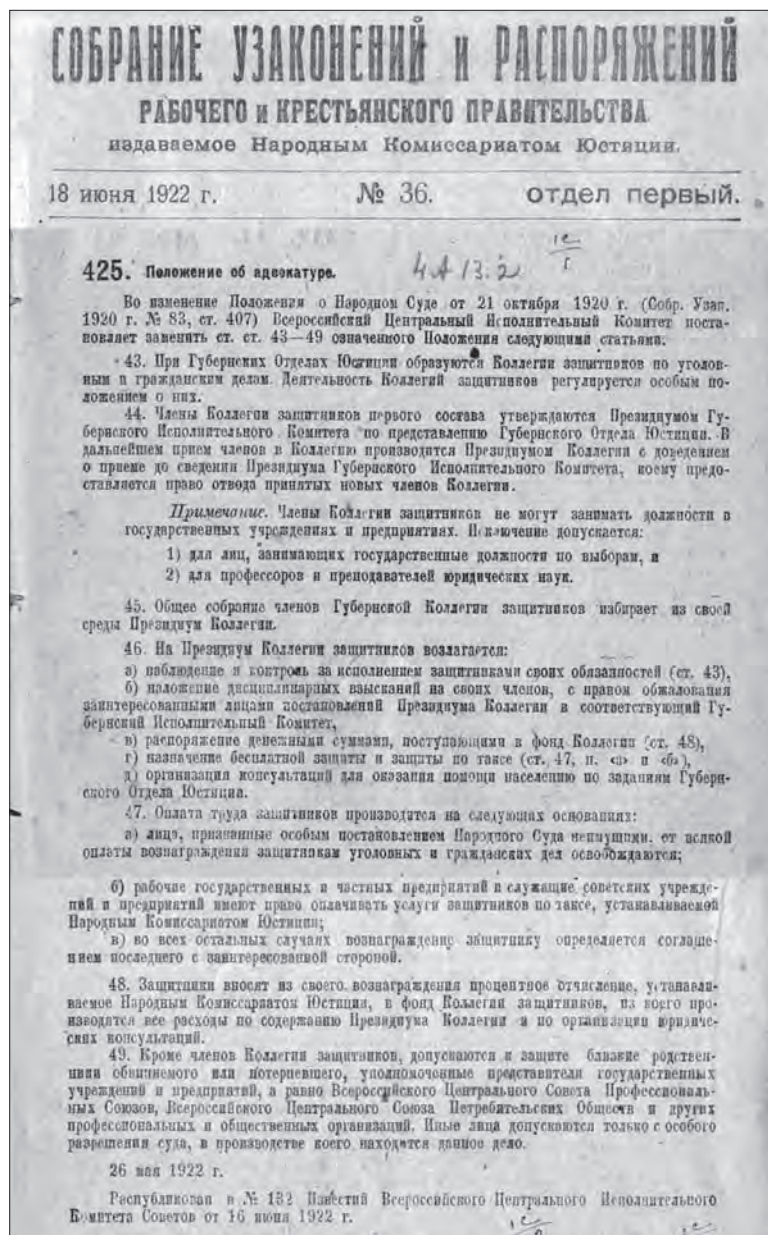 СОБРАНИЕ УЗАКОНЕНИЙ и РАСПОРЯЖЕНИЙ
РАБОЧЕГО и КРЕСТЬЯНСКОГО ПРАВИТЕЛЬСТВА
издаваемое Народным Комиссариатом Юстиции.
18 июня 1922 г. № 36. отдел первый.
4 А 13.2
425. Положение об адвокатуре.
Во изменение Положения о Народном Суде от 21 октября 1920 г. (Собр. Узак.
1920 г. № 83, ст. 407) Всероссийский Центральный Исполнительный Комитет поста-
новляет заменить ст. ст. 43—49 означенного Положения следующими статьями.
43. При Губернских Отделах Юстиции образуются Коллегии защитников по уголов-
ным и гражданским делам. Деятельность Коллегий защитников регулируется особым по-
ложением о них.
44. Члены Коллегии защитников первого состава утверждаются Президиумом Гу-
бернского Исполнительного Комитета по представлению Губернского Отдела Юстиции. В
дальнейшем прием членов в Коллегию производится Президиумом Коллегии с доведением
о приеме до сведения Президиума Губернского Исполнительного Комитета, коему предо-
ставляется право отвода принятых новых членов Коллегии.
Примечание. Члены Коллегии защитников не могут занимать должности в
государственных учреждениях и предприятиях. Исключение допускается:
1) для лиц, занимающих государственные должности по выборам, и
2) для профессоров и преподавателей юридических наук.
45. Общее собрание членов Губернской Коллегии защитников избирает из своей
среды Президиум Коллегии.
46. На Президиум Коллегии защитников возлагается:
а) наблюдение и контроль за исполнением защитниками своих обязанностей (ст. 43),
б) наложение дисциплинарных взысканий на своих членов, с правом обжалования
заинтересованными лицами постановлений Президиума Коллегии в соответствующий Гу-
бернский Исполнительный Комитет,
в) распоряжение денежными суммами, поступающими в фонд Коллегии (ст. 48),
г) назначение бесплатной защиты и защиты по таксе (ст. 47, п. «а» и «б»),
д) организация консультаций для оказания помощи населению по заданиям Губерн-
ского Отдела Юстиции.
47. Оплата труда защитников производится на следующих основаниях:
а) лица, признанные особым постановлением Народного Суда неимущими, от всякой
оплаты вознаграждения защитникам уголовных и гражданских дел освобождаются;
б) рабочие государственных и частных предприятий и служащие советских учрежде-
ний и предприятий имеют право оплачивать услуги защитников по таксе, устанавливаемой
Народным Комиссариатом Юстиции;
в) во всех остальных случаях вознаграждение защитнику определяется соглаше-
нием последнего с заинтересованной стороной.
48. Защитники вносят из своего вознаграждения процентное отчисление, устанавли-
ваемое Народным Комиссариатом Юстиции, в фонд Коллегии защитников, из коего про-
изводятся все расходы по содержанию Президиума Коллегии и по организации юридиче-
ских консультаций.
49. Кроме членов Коллегии защитников, допускаются к защите близкие родствен-
ники обвиняемого или потерпевшего, уполномоченные представители государственных
учреждений и предприятий, а равно Всероссийского Центрального Совета Профессиональ-
ных Союзов, Всероссийского Центрального Союза Потребительских Обществ и других
профессиональных и общественных организаций. Иные лица допускаются только с особого
разрешения суда, в производстве коего находится данное дело.
26 мая 1922 г.
Распубликован в № 132 Известий Всероссийского Центрального Исполнительного
Комитета Советов от 16 июня 1922 г.